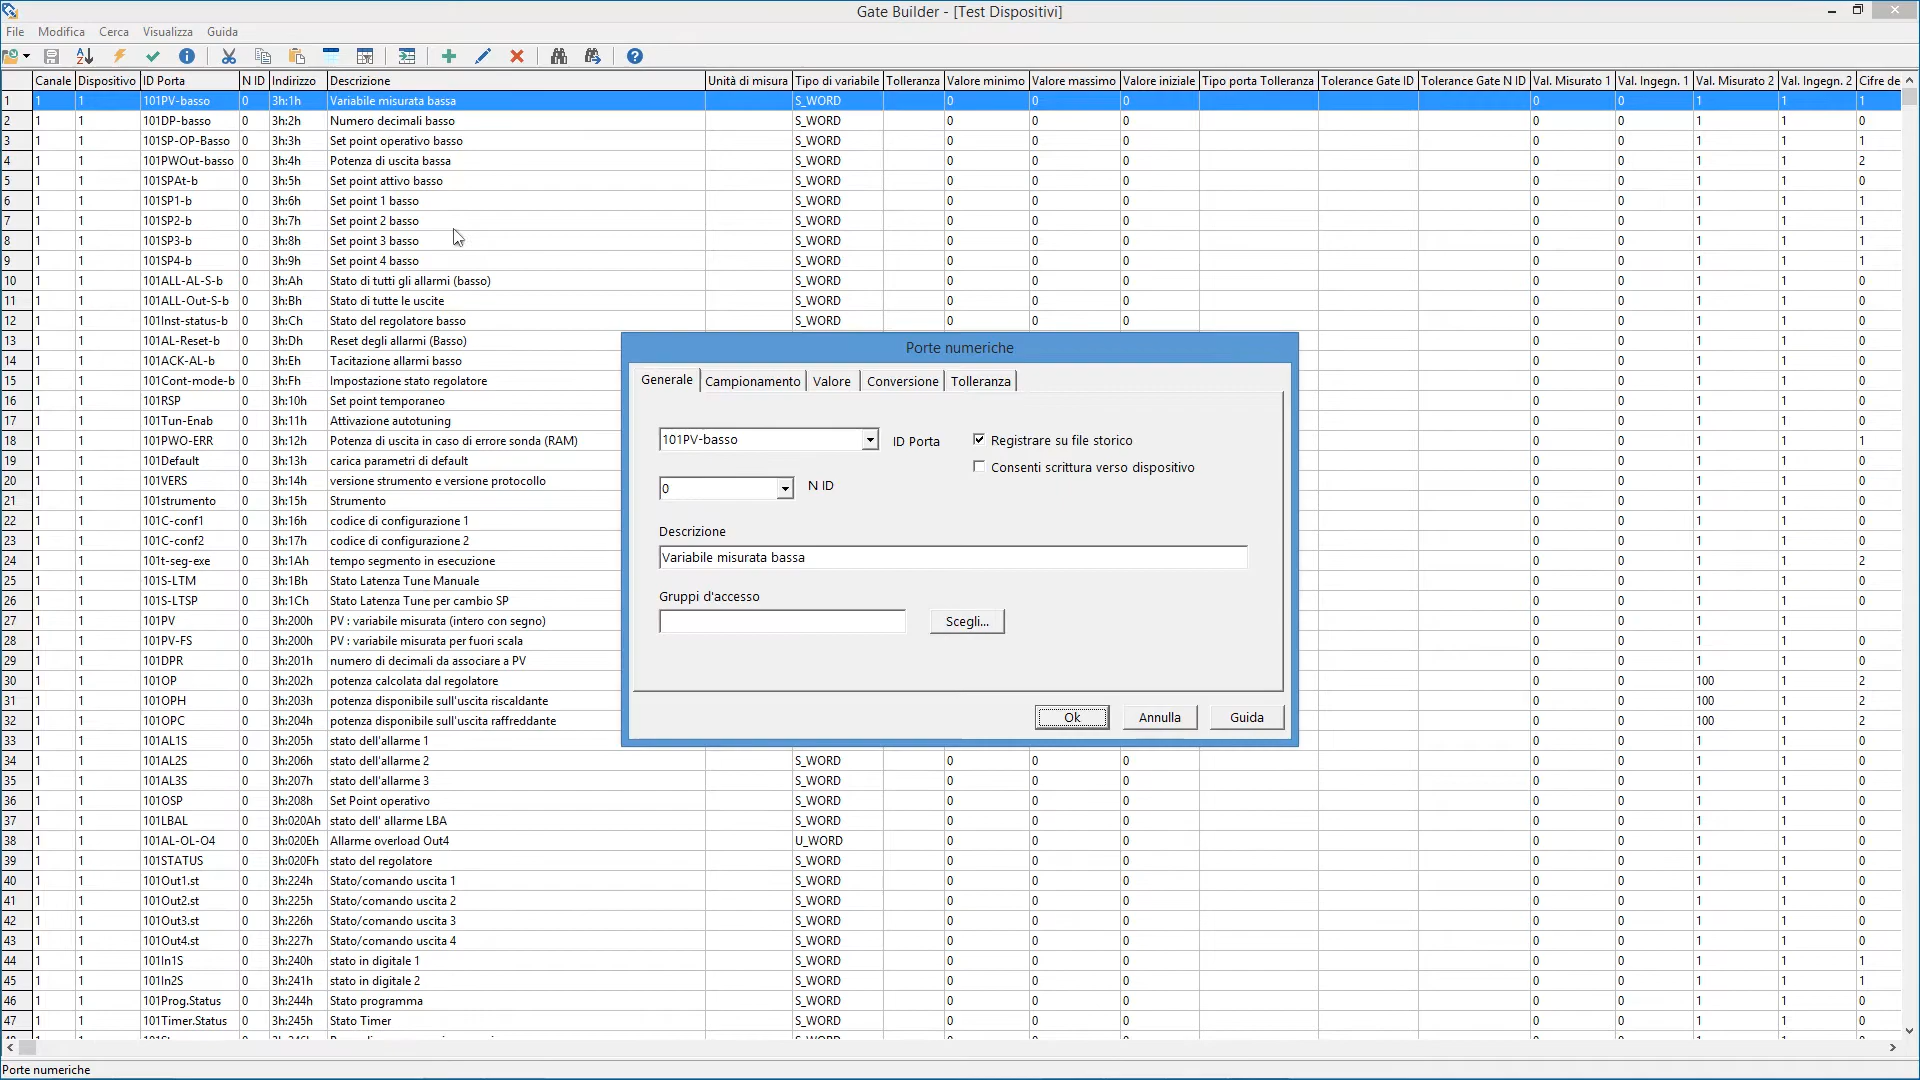 Gate Builder - [Test Dispositivi]
File Modifica Cerca Visualizza Guida
Canale Dispositivo ID Porta N ID Indirizzo Descrizione Unità di misura Tipo di variabile Tolleranza Valore minimo Valore massimo Valore iniziale Tipo porta Tolleranza Tolerance Gate ID Tolerance Gate N ID Val. Misurato 1 Val. Ingegn. 1 Val. Misurato 2 Val. Ingegn. 2 Cifre de
1 1 1 101PV-basso 0 3h:1h Variabile misurata bassa S_WORD 0 0 0 0 0 1 1 1
2 1 1 101DP-basso 0 3h:2h Numero decimali basso S_WORD 0 0 0 0 0 1 1 0
3 1 1 101SP-OP-Basso 0 3h:3h Set point operativo basso S_WORD 0 0 0 0 0 1 1 1
4 1 1 101PWOut-basso 0 3h:4h Potenza di uscita bassa S_WORD 0 0 0 0 0 1 1 2
5 1 1 101SPAt-b 0 3h:5h Set point attivo basso S_WORD 0 0 0 0 0 1 1 0
6 1 1 101SP1-b 0 3h:6h Set point 1 basso S_WORD 0 0 0 0 0 1 1 1
7 1 1 101SP2-b 0 3h:7h Set point 2 basso S_WORD 0 0 0 0 0 1 1 1
8 1 1 101SP3-b 0 3h:8h Set point 3 basso S_WORD 0 0 0 0 0 1 1 1
9 1 1 101SP4-b 0 3h:9h Set point 4 basso S_WORD 0 0 0 0 0 1 1 1
10 1 1 101ALL-AL-S-b 0 3h:Ah Stato di tutti gli allarmi (basso) S_WORD 0 0 0 0 0 1 1 0
11 1 1 101ALL-Out-S-b 0 3h:Bh Stato di tutte le uscite S_WORD 0 0 0 0 0 1 1 0
12 1 1 101Inst-status-b 0 3h:Ch Stato del regolatore basso S_WORD 0 0 0 0 0 1 1 0
13 1 1 101AL-Reset-b 0 3h:Dh Reset degli allarmi (Basso) 0 0 1 1 0
14 1 1 101ACK-AL-b 0 3h:Eh Tacitazione allarmi basso 0 0 1 1 0
15 1 1 101Cont-mode-b 0 3h:Fh Impostazione stato regolatore 0 0 1 1 0
16 1 1 101RSP 0 3h:10h Set point temporaneo 0 0 1 1 0
17 1 1 101Tun-Enab 0 3h:11h Attivazione autotuning 0 0 1 1 0
18 1 1 101PWO-ERR 0 3h:12h Potenza di uscita in caso di errore sonda (RAM) 0 0 1 1 1
19 1 1 101Default 0 3h:13h carica parametri di default 0 0 1 1 0
20 1 1 101VERS 0 3h:14h versione strumento e versione protocollo 0 0 1 1 0
21 1 1 101strumento 0 3h:15h Strumento 0 0 1 1 0
22 1 1 101C-conf1 0 3h:16h codice di configurazione 1 0 0 1 1 0
23 1 1 101C-conf2 0 3h:17h codice di configurazione 2 0 0 1 1 0
24 1 1 101t-seg-exe 0 3h:1Ah tempo segmento in esecuzione 0 0 1 1 2
25 1 1 101S-LTM 0 3h:1Bh Stato Latenza Tune Manuale 0 0 1 1 0
26 1 1 101S-LTSP 0 3h:1Ch Stato Latenza Tune per cambio SP 0 0 1 1 0
27 1 1 101PV 0 3h:200h PV : variabile misurata (intero con segno) 0 0 1 1
28 1 1 101PV-FS 0 3h:200h PV : variabile misurata per fuori scala 0 0 1 1 0
29 1 1 101DPR 0 3h:201h numero di decimali da associare a PV 0 0 1 1 0
30 1 1 101OP 0 3h:202h potenza calcolata dal regolatore 0 0 100 1 2
31 1 1 101OPH 0 3h:203h potenza disponibile sull'uscita riscaldante 0 0 100 1 2
32 1 1 101OPC 0 3h:204h potenza disponibile sull'uscita raffreddante 0 0 100 1 2
33 1 1 101AL1S 0 3h:205h stato dell'allarme 1 0 0 1 1 0
34 1 1 101AL2S 0 3h:206h stato dell'allarme 2 S_WORD 0 0 0 0 0 1 1 0
35 1 1 101AL3S 0 3h:207h stato dell'allarme 3 S_WORD 0 0 0 0 0 1 1 0
36 1 1 101OSP 0 3h:208h Set Point operativo S_WORD 0 0 0 0 0 1 1 0
37 1 1 101LBAL 0 3h:020Ah stato dell' allarme LBA S_WORD 0 0 0 0 0 1 1 0
38 1 1 101AL-OL-O4 0 3h:020Eh Allarme overload Out4 U_WORD 0 0 0 0 0 1 1 0
39 1 1 101STATUS 0 3h:020Fh stato del regolatore S_WORD 0 0 0 0 0 1 1 0
40 1 1 101Out1.st 0 3h:224h Stato/comando uscita 1 S_WORD 0 0 0 0 0 1 1 0
41 1 1 101Out2.st 0 3h:225h Stato/comando uscita 2 S_WORD 0 0 0 0 0 1 1 0
42 1 1 101Out3.st 0 3h:226h Stato/comando uscita 3 S_WORD 0 0 0 0 0 1 1 0
43 1 1 101Out4.st 0 3h:227h Stato/comando uscita 4 S_WORD 0 0 0 0 0 1 1 0
44 1 1 101In1S 0 3h:240h stato in digitale 1 S_WORD 0 0 0 0 0 1 1 1
45 1 1 101In2S 0 3h:241h stato in digitale 2 S_WORD 0 0 0 0 0 1 1 1
46 1 1 101Prog.Status 0 3h:244h Stato programma S_WORD 0 0 0 0 0 1 1 0
47 1 1 101Timer.Status 0 3h:245h Stato Timer S_WORD 0 0 0 0 0 1 1 0
Porte numeriche
Generale Campionamento Valore Conversione Tolleranza
101PV-basso ID Porta Registrare su file storico
Consenti scrittura verso dispositivo
0 N ID
Descrizione
Variabile misurata bassa
Gruppi d'accesso
Scegli...
Ok Annulla Guida
Porte numeriche